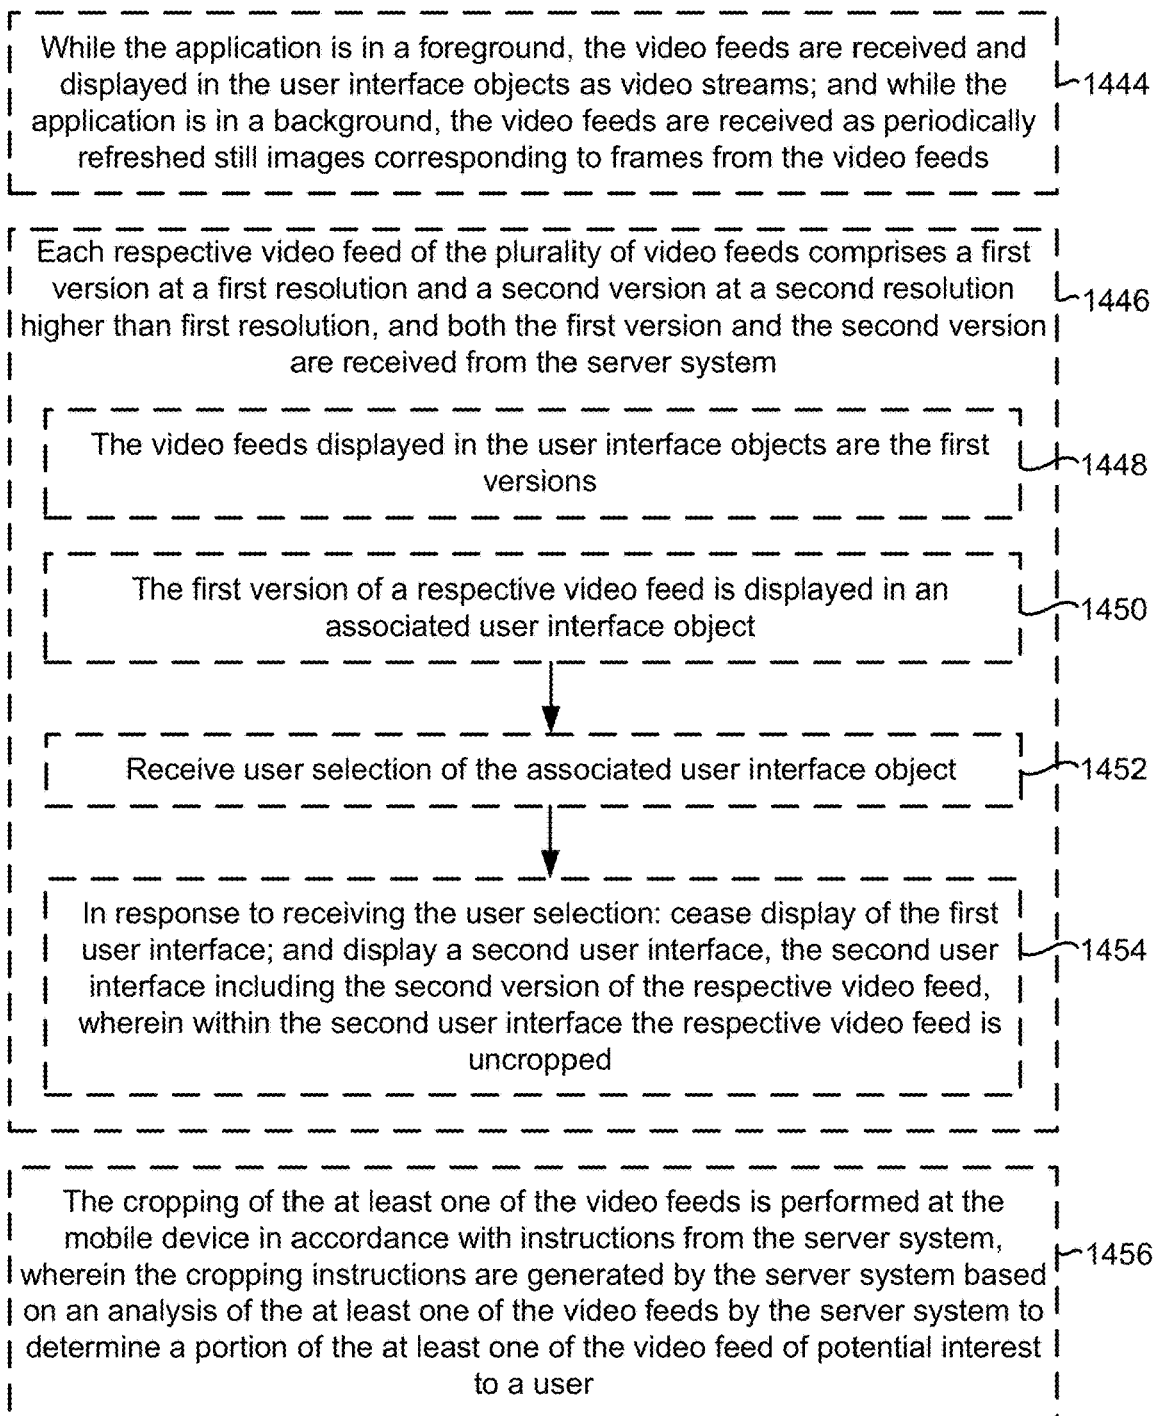 While the application is in a foreground, the video feeds are received and
displayed in the user interface objects as video streams; and while the
application is in a background, the video feeds are received as periodically
refreshed still images corresponding to frames from the video feeds
1444
Each respective video feed of the plurality of video feeds comprises a first
version at a first resolution and a second version at a second resolution
higher than first resolution, and both the first version and the second version
are received from the server system
1446
The video feeds displayed in the user interface objects are the first
versions
1448
The first version of a respective video feed is displayed in an
associated user interface object
1450
Receive user selection of the associated user interface object
1452
In response to receiving the user selection: cease display of the first
user interface; and display a second user interface, the second user
interface including the second version of the respective video feed,
wherein within the second user interface the respective video feed is
uncropped
1454
The cropping of the at least one of the video feeds is performed at the
mobile device in accordance with instructions from the server system,
wherein the cropping instructions are generated by the server system based
on an analysis of the at least one of the video feeds by the server system to
determine a portion of the at least one of the video feed of potential interest
to a user
1456